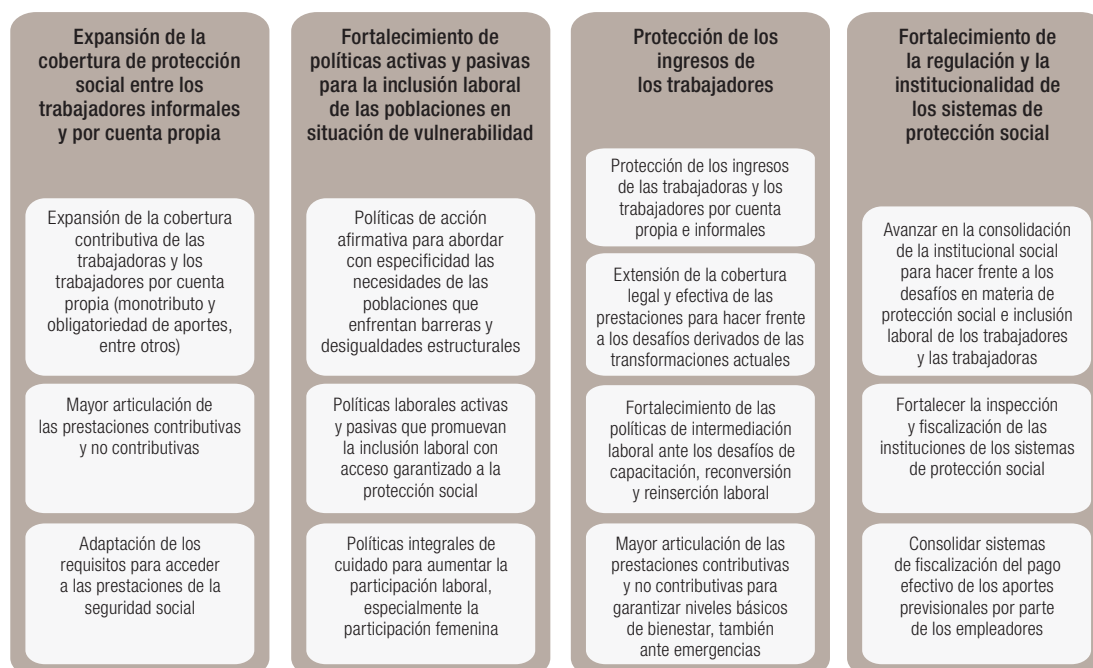 Expansión de la
cobertura de protección
social entre los
trabajadores informales
y por cuenta propia
Expansión de la cobertura
contributiva de las
trabajadoras y los
trabajadores por cuenta
propia (monotributo y
obligatoriedad de aportes,
entre otros)
Mayor articulación de
las prestaciones contributivas
y no contributivas
Adaptación de los
requisitos para acceder
a las prestaciones de la
seguridad social
Fortalecimiento de
políticas activas y pasivas
para la inclusión laboral
de las poblaciones en
situación de vulnerabilidad
Políticas de acción
afirmativa para abordar
con especificidad las
necesidades de las
poblaciones que
enfrentan barreras y
desigualdades estructurales
Políticas laborales activas
y pasivas que promuevan
la inclusión laboral con
acceso garantizado a la
protección social
Políticas integrales de
cuidado para aumentar la
participación laboral,
especialmente la
participación femenina
Protección de los
ingresos de
los trabajadores
Protección de los ingresos
de las trabajadoras y los
trabajadores por cuenta
propia e informales
Extensión de la cobertura
legal y efectiva de las
prestaciones para hacer frente
a los desafíos derivados de las
transformaciones actuales
Fortalecimiento de las
políticas de intermediación
laboral ante los desafíos de
capacitación, reconversión
y reinserción laboral
Mayor articulación de las
prestaciones contributivas
y no contributivas para
garantizar niveles básicos
de bienestar, también
ante emergencias
Fortalecimiento de
la regulación y la
institucionalidad de
los sistemas de
protección social
Avanzar en la consolidación
de la institucional social
para hacer frente a los
desafíos en materia de
protección social e inclusión
laboral de los trabajadores
y las trabajadoras
Fortalecer la inspección
y fiscalización de las
instituciones de los sistemas
de protección social
Consolidar sistemas
de fiscalización del pago
efectivo de los aportes
previsionales por parte
de los empleadores